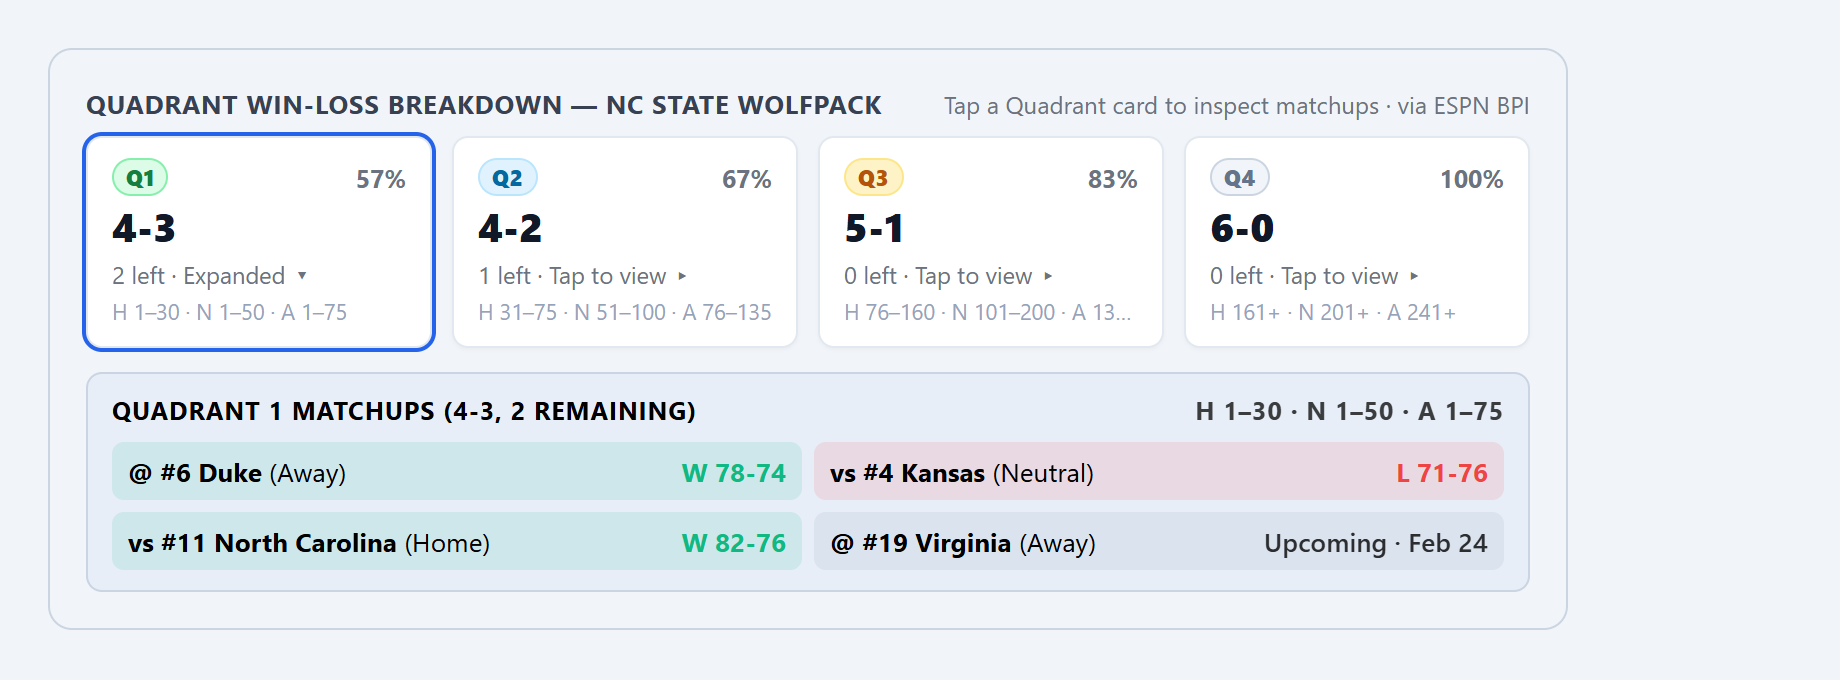 QUADRANT WIN-LOSS BREAKDOWN — NC STATE WOLFPACK
Tap a Quadrant card to inspect matchups · via ESPN BPI
Q1 57%
4-3
2 left · Expanded ▾
H 1–30 · N 1–50 · A 1–75
Q2 67%
4-2
1 left · Tap to view ▸
H 31–75 · N 51–100 · A 76–135
Q3 83%
5-1
0 left · Tap to view ▸
H 76–160 · N 101–200 · A 13…
Q4 100%
6-0
0 left · Tap to view ▸
H 161+ · N 201+ · A 241+
QUADRANT 1 MATCHUPS (4-3, 2 REMAINING)
H 1–30 · N 1–50 · A 1–75
@ #6 Duke (Away) W 78-74
vs #4 Kansas (Neutral) L 71-76
vs #11 North Carolina (Home) W 82-76
@ #19 Virginia (Away) Upcoming · Feb 24